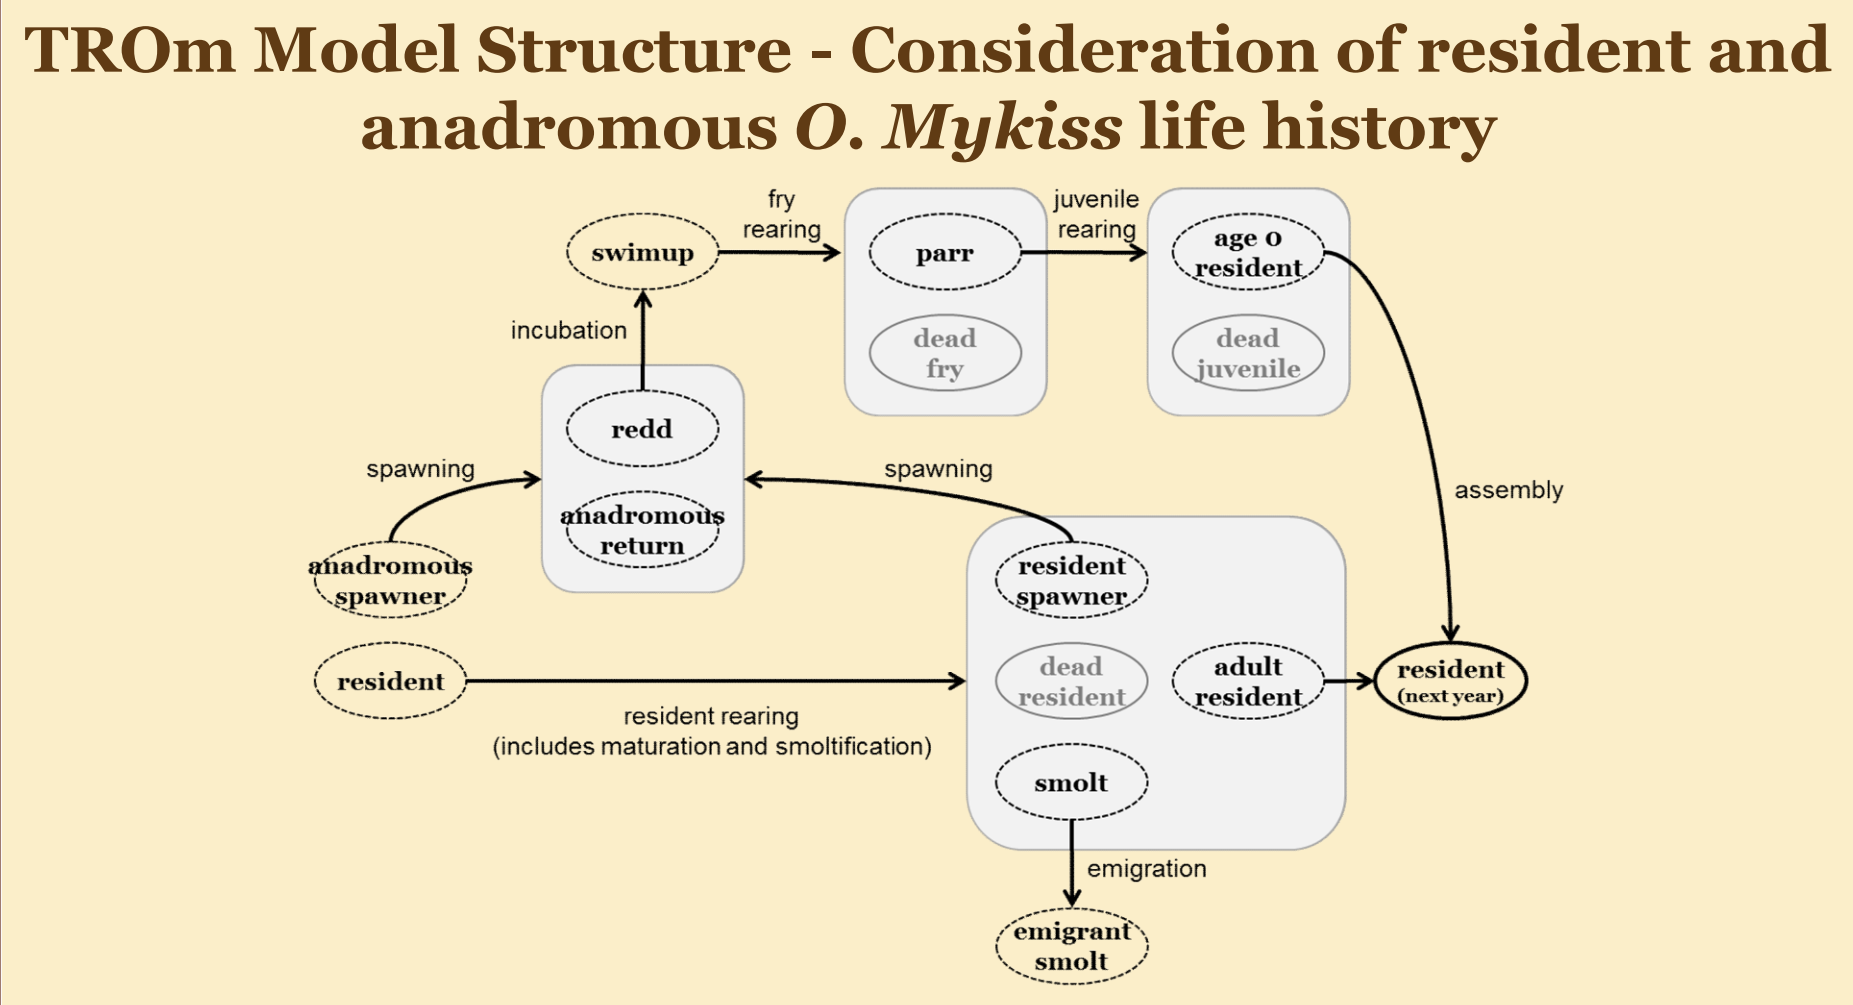 TROm Model Structure - Consideration of resident and
anadromous O. Mykiss life history
fry
rearing
juvenile
rearing
swimup
parr
age 0
resident
incubation
dead
fry
dead
juvenile
redd
spawning
spawning
assembly
anadromous
return
anadromous
spawner
resident
spawner
resident
dead
resident
adult
resident
resident
(next year)
resident rearing
(includes maturation and smoltification)
smolt
emigration
emigrant
smolt